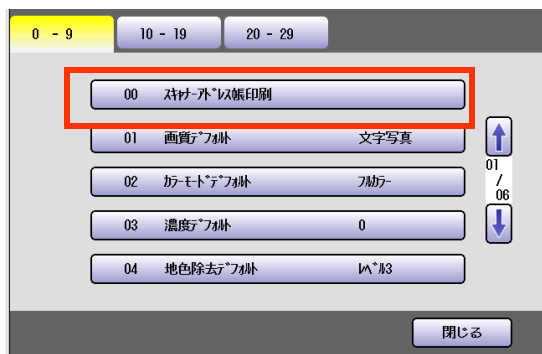 0 - 9
10 - 19
20 - 29
00 ｽｷｬﾅｰｱﾄﾞﾚｽ帳印刷
01 画質ﾃﾞﾌｫﾙﾄ 文字写真
02 ｶﾗｰﾓｰﾄﾞﾃﾞﾌｫﾙﾄ ﾌﾙｶﾗｰ
03 濃度ﾃﾞﾌｫﾙﾄ 0
04 地色除去ﾃﾞﾌｫﾙﾄ ﾚﾍﾞﾙ3
01
/
06
閉じる